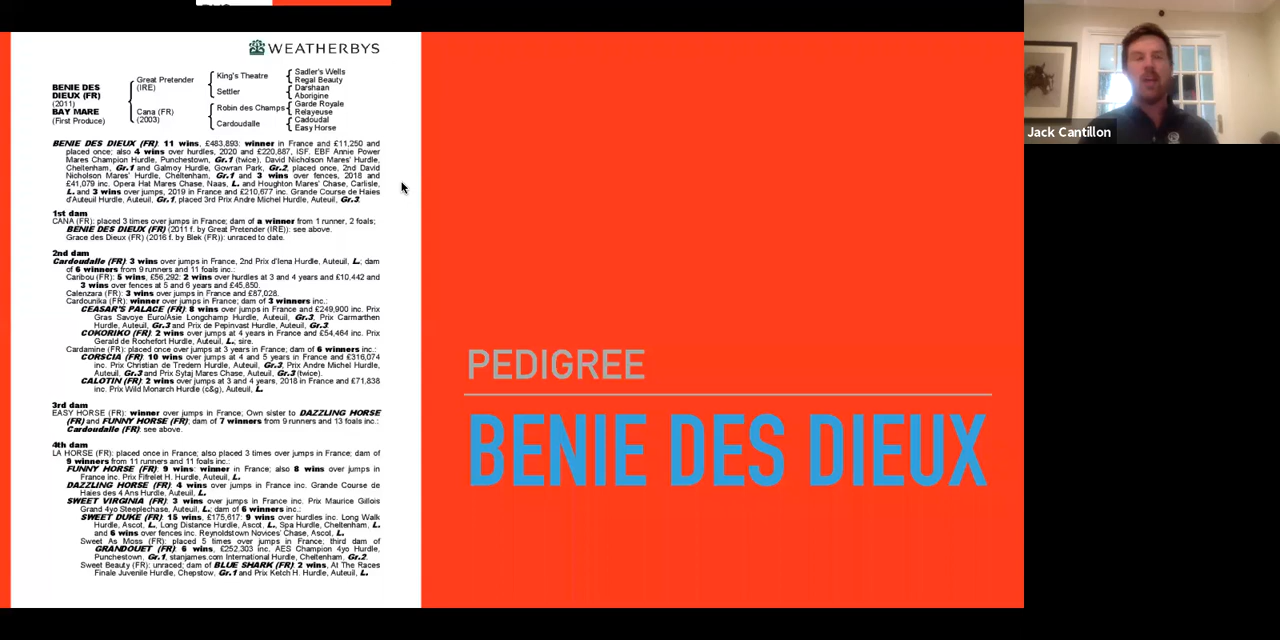 WEATHERBYS
BENIE DES
DIEUX (FR)
(2011)
BAY MARE
(First Produce)
Great Pretender
(IRE)
Cana (FR)
(2003)
King's Theatre
Settler
Robin des Champs
Cardoudalle
Sadler's Wells
Regal Beauty
Darshaan
Aborigine
Garde Royale
Relayeuse
Cadoudal
Easy Horse
BENIE DES DIEUX (FR): 11 wins, £483,893: winner in France and £11,250 and
placed once; also 4 wins over hurdles, 2020 and £220,887, ISF. EBF Annie Power
Mares Champion Hurdle, Punchestown, Gr.1 (twice), David Nicholson Mares' Hurdle,
Cheltenham, Gr.1 and Galmoy Hurdle, Gowran Park, Gr.2, placed once, 2nd David
Nicholson Mares' Hurdle, Cheltenham, Gr.1 and 3 wins over fences, 2018 and
£41,079 inc. Opera Hat Mares Chase, Naas, L. and Houghton Mares' Chase, Carlisle,
L. and 3 wins over jumps, 2019 in France and £210,677 inc. Grande Course de Haies
d'Auteuil Hurdle, Auteuil, Gr.1, placed 3rd Prix Andre Michel Hurdle, Auteuil, Gr.3.
1st dam
CANA (FR): placed 3 times over jumps in France; dam of a winner from 1 runner, 2 foals;
BENIE DES DIEUX (FR) (2011 f. by Great Pretender (IRE)): see above.
Grace des Dieux (FR) (2016 f. by Blek (FR)): unraced to date.
2nd dam
Cardoudalle (FR): 3 wins over jumps in France, 2nd Prix d'Iena Hurdle, Auteuil, L.; dam
of 6 winners from 9 runners and 11 foals inc.:
Caribou (FR): 5 wins, £56,292: 2 wins over hurdles at 3 and 4 years and £10,442 and
3 wins over fences at 5 and 6 years and £45,850.
Calenzara (FR): 3 wins over jumps in France and £87,028.
Cardounika (FR): winner over jumps in France; dam of 3 winners inc.:
CEASAR'S PALACE (FR): 8 wins over jumps in France and £249,900 inc. Prix
Gras Savoye Euro/Asie Longchamp Hurdle, Auteuil, Gr.3, Prix Carmarthen
Hurdle, Auteuil, Gr.3 and Prix de Pepinvast Hurdle, Auteuil, Gr.3.
COKORIKO (FR): 2 wins over jumps at 4 years in France and £54,464 inc. Prix
Gerald de Rochefort Hurdle, Auteuil, L.; sire.
Cardamine (FR): placed once over jumps at 3 years in France; dam of 6 winners inc.:
CORSCIA (FR): 10 wins over jumps at 4 and 5 years in France and £316,074
inc. Prix Christian de Tredern Hurdle, Auteuil, Gr.3, Prix Andre Michel Hurdle,
Auteuil, Gr.3 and Prix Sytaj Mares Chase, Auteuil, Gr.3 (twice).
CALOTIN (FR): 2 wins over jumps at 3 and 4 years, 2018 in France and £71,838
inc. Prix Wild Monarch Hurdle (c&g), Auteuil, L.
3rd dam
EASY HORSE (FR): winner over jumps in France; Own sister to DAZZLING HORSE
(FR) and FUNNY HORSE (FR); dam of 7 winners from 9 runners and 13 foals inc.:
Cardoudalle (FR): see above.
4th dam
LA HORSE (FR): placed once in France; also placed 3 times over jumps in France; dam of
9 winners from 11 runners and 11 foals inc.:
FUNNY HORSE (FR): 9 wins: winner in France; also 8 wins over jumps in
France inc. Prix Fifrelet H. Hurdle, Auteuil, L.
DAZZLING HORSE (FR): 4 wins over jumps in France inc. Grande Course de
Haies des 4 Ans Hurdle, Auteuil, L.
SWEET VIRGINIA (FR): 3 wins over jumps in France inc. Prix Maurice Gillois
Grand 4yo Steeplechase, Auteuil, L.; dam of 6 winners inc.:
SWEET DUKE (FR): 15 wins, £175,617: 9 wins over hurdles inc. Long Walk
Hurdle, Ascot, L., Long Distance Hurdle, Ascot, L., Spa Hurdle, Cheltenham, L.
and 6 wins over fences inc. Reynoldstown Novices' Chase, Ascot, L.
Sweet As Moss (FR): placed 5 times over jumps in France; third dam of
GRANDOUET (FR): 6 wins, £252,303 inc. AES Champion 4yo Hurdle,
Punchestown, Gr.1, stanjames.com International Hurdle, Cheltenham, Gr.2.
Sweet Beauty (FR): unraced; dam of BLUE SHARK (FR): 2 wins, At The Races
Finale Juvenile Hurdle, Chepstow, Gr.1 and Prix Ketch H. Hurdle, Auteuil, L.
PEDIGREE
BENIE DES DIEUX
Jack Cantillon